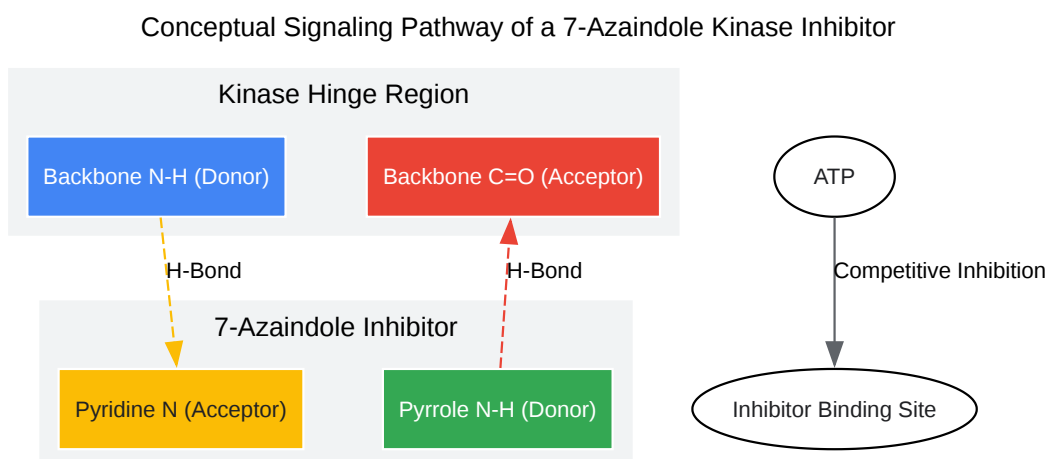 Conceptual Signaling Pathway of a 7-Azaindole Kinase Inhibitor
Kinase Hinge Region
Backbone N-H (Donor)
Backbone C=O (Acceptor)
ATP
H-Bond
H-Bond
Competitive Inhibition
7-Azaindole Inhibitor
Pyridine N (Acceptor)
Pyrrole N-H (Donor)
Inhibitor Binding Site